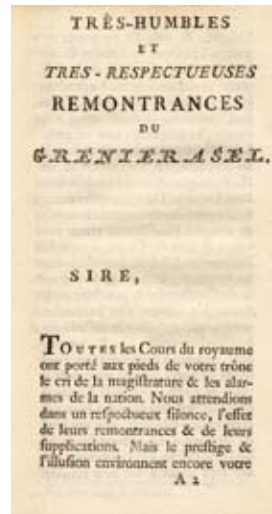 TRÈS-HUMBLES
ET
TRES-RESPECTUEUSES
REMONTRANCES
DU
GRENIER A SEL.
SIRE,
TOUTES les Cours du royaume
ont porté aux pieds de votre trône
le cri de la magiſtrature & les alar-
mes de la nation. Nous attendions
dans un reſpectueux ſilence, l'effet
de leurs remontrances & de leurs
ſupplications. Mais le preſtige &
l'illuſion environnent encore votre
A 2